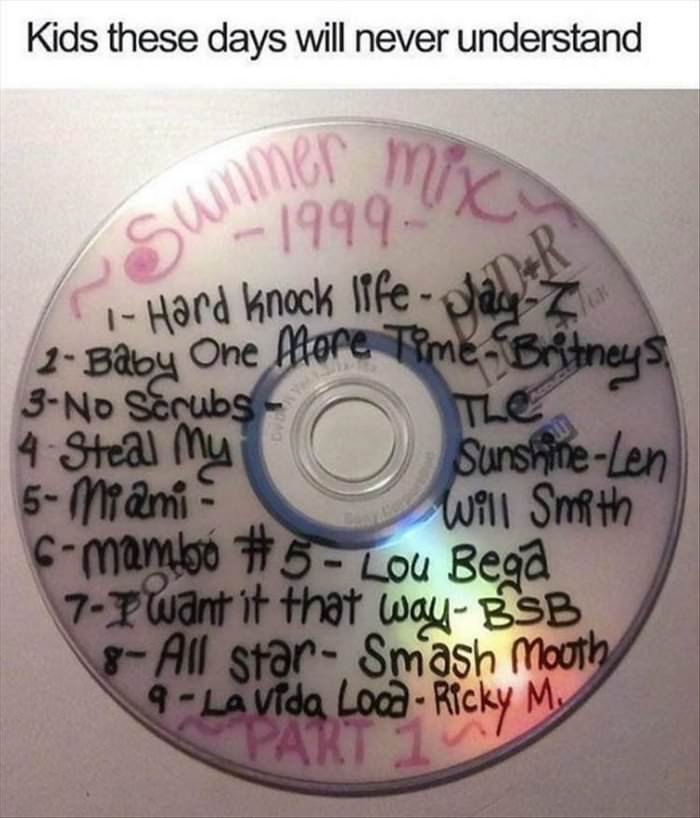 Kids these days will never understand
~Summer mix~
-1999-
DVD+R
1- Hard knock life - Jay-Z
2- Baby One More Time - Britney S.
3-No Scrubs - TLC
4 Steal My Sunshine -Len
5- Miami - Will Smith
6-mambo #5 - Lou Bega
7-I want it that way- BSB
8- All star- Smash Mouth
9 -La Vida Loca - Ricky M.
~PART 1~